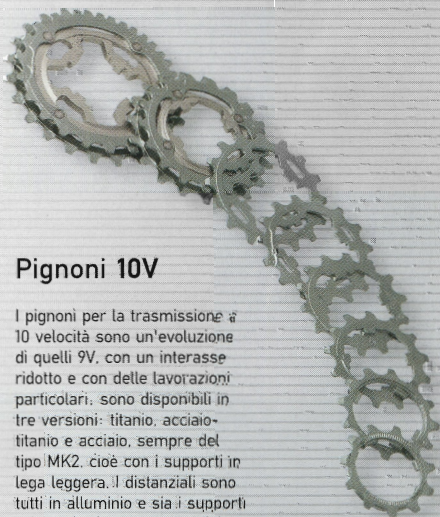 Pignoni 10V
I pignoni per la trasmissione a
10 velocità sono un'evoluzione
di quelli 9V, con un interasse
ridotto e con delle lavorazioni
particolari, sono disponibili in
tre versioni: titanio, acciaio-
titanio e acciaio, sempre del
tipo MK2, cioè con i supporti in
lega leggera. I distanziali sono
tutti in alluminio e sia i supporti